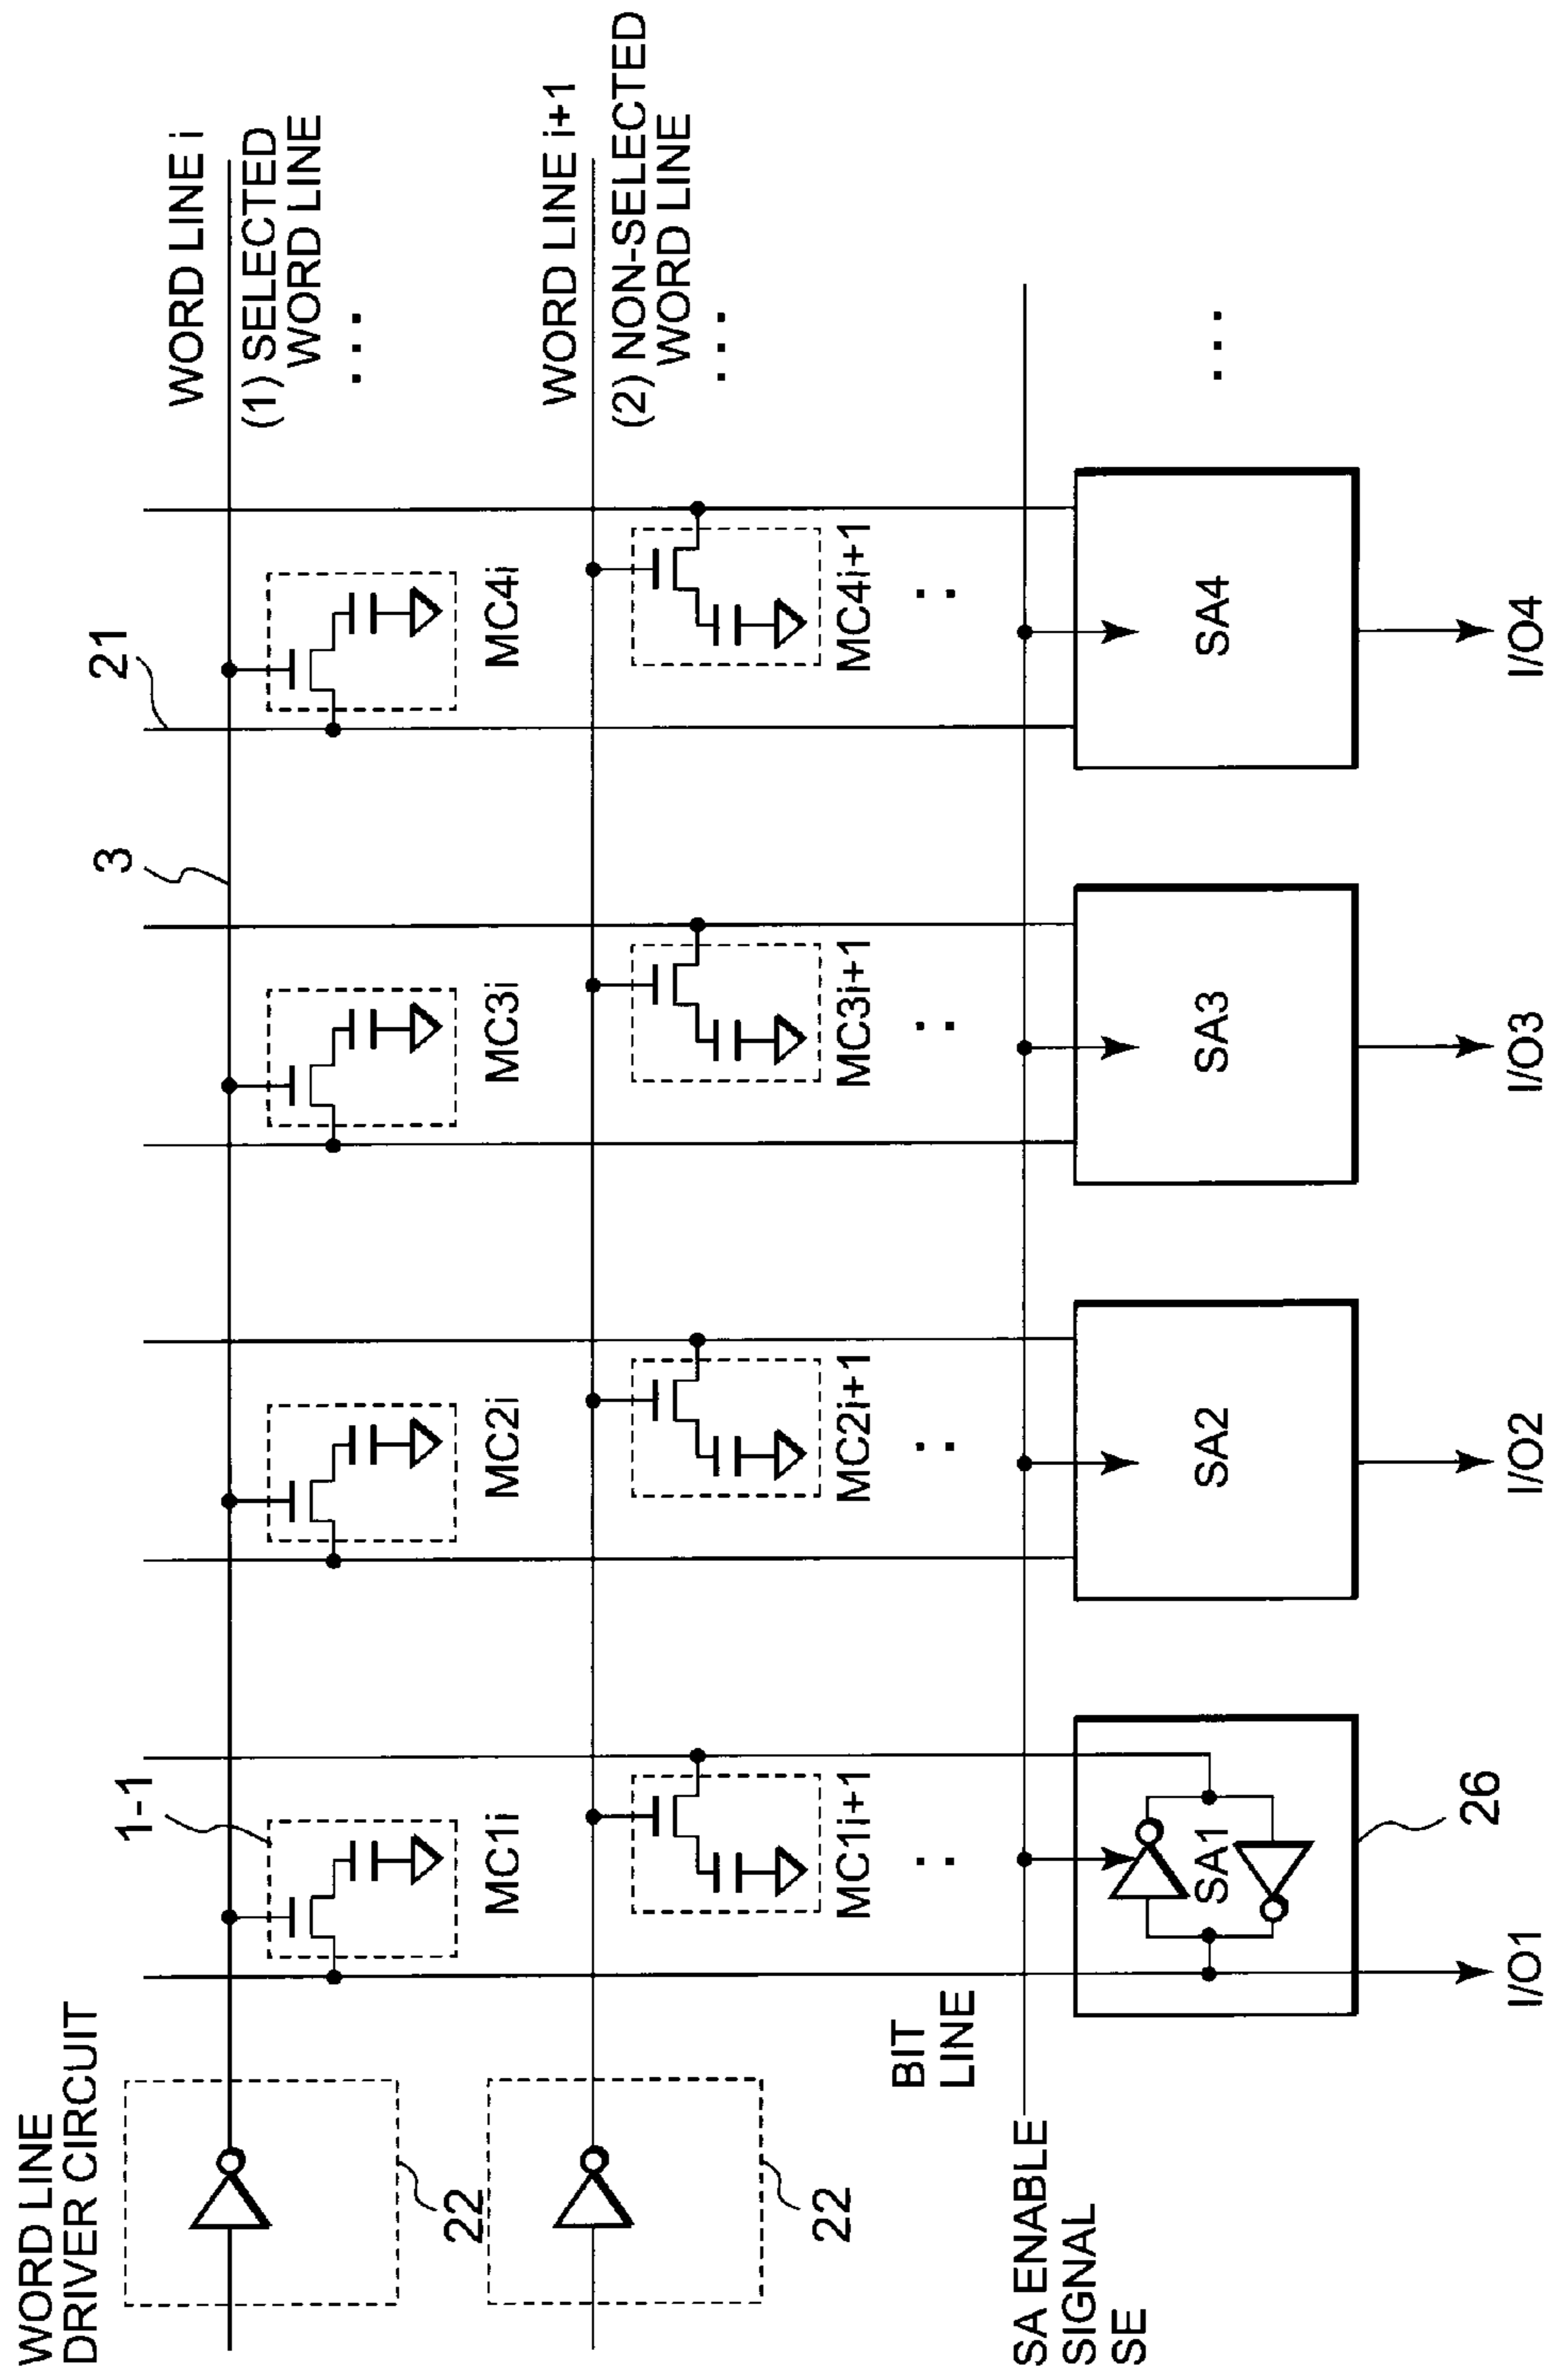 WORD LINE
DRIVER CIRCUIT
22
22
1-1
3
21
WORD LINE i
(1) SELECTED
WORD LINE
...
MC1i
MC2i
MC3i
MC4i
WORD LINE i+1
(2) NON-SELECTED
WORD LINE
...
MC1i+1
MC2i+1
MC3i+1
MC4i+1
BIT
LINE
SA ENABLE
SIGNAL
SE
SA1
SA2
SA3
SA4
...
26
I/O1
I/O2
I/O3
I/O4